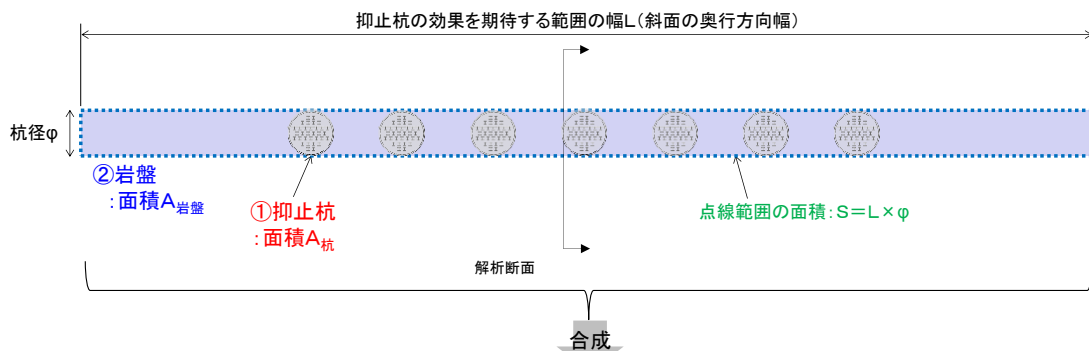 抑止杭の効果を期待する範囲の幅L(斜面の奥行方向幅)
杭径φ
②岩盤
:面積A岩盤
①抑止杭
:面積A杭
点線範囲の面積:S=L×φ
解析断面
合成